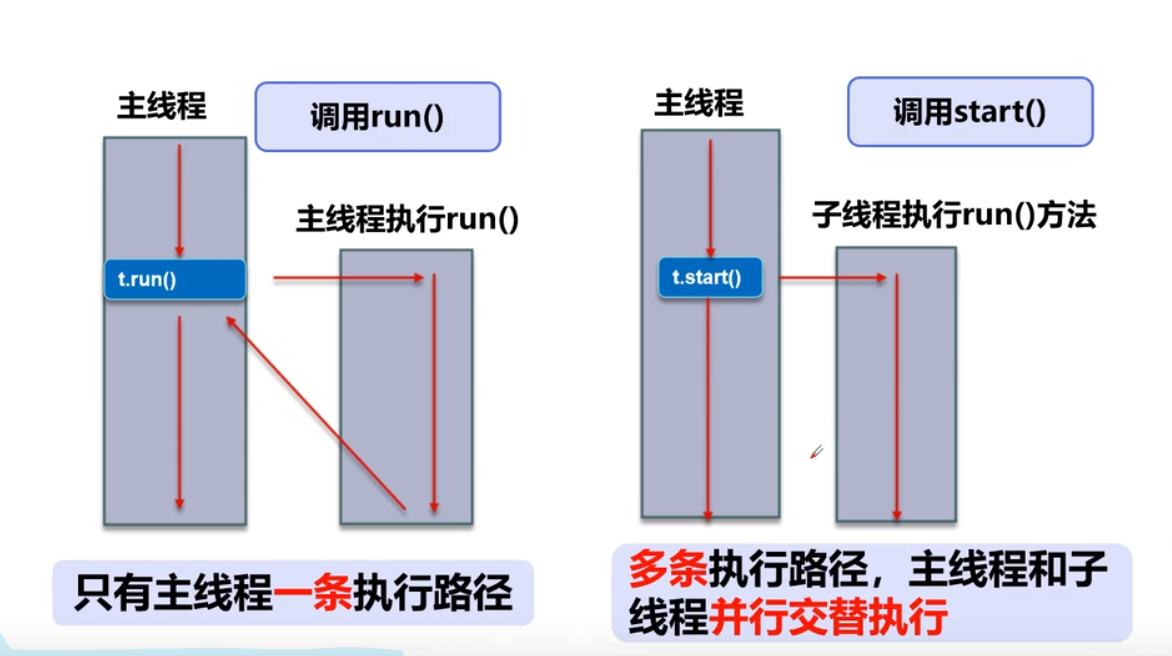 主线程
调用run()
主线程执行run()
t.run()
只有主线程一条执行路径
主线程
调用start()
子线程执行run()方法
t.start()
多条执行路径，主线程和子
线程并行交替执行